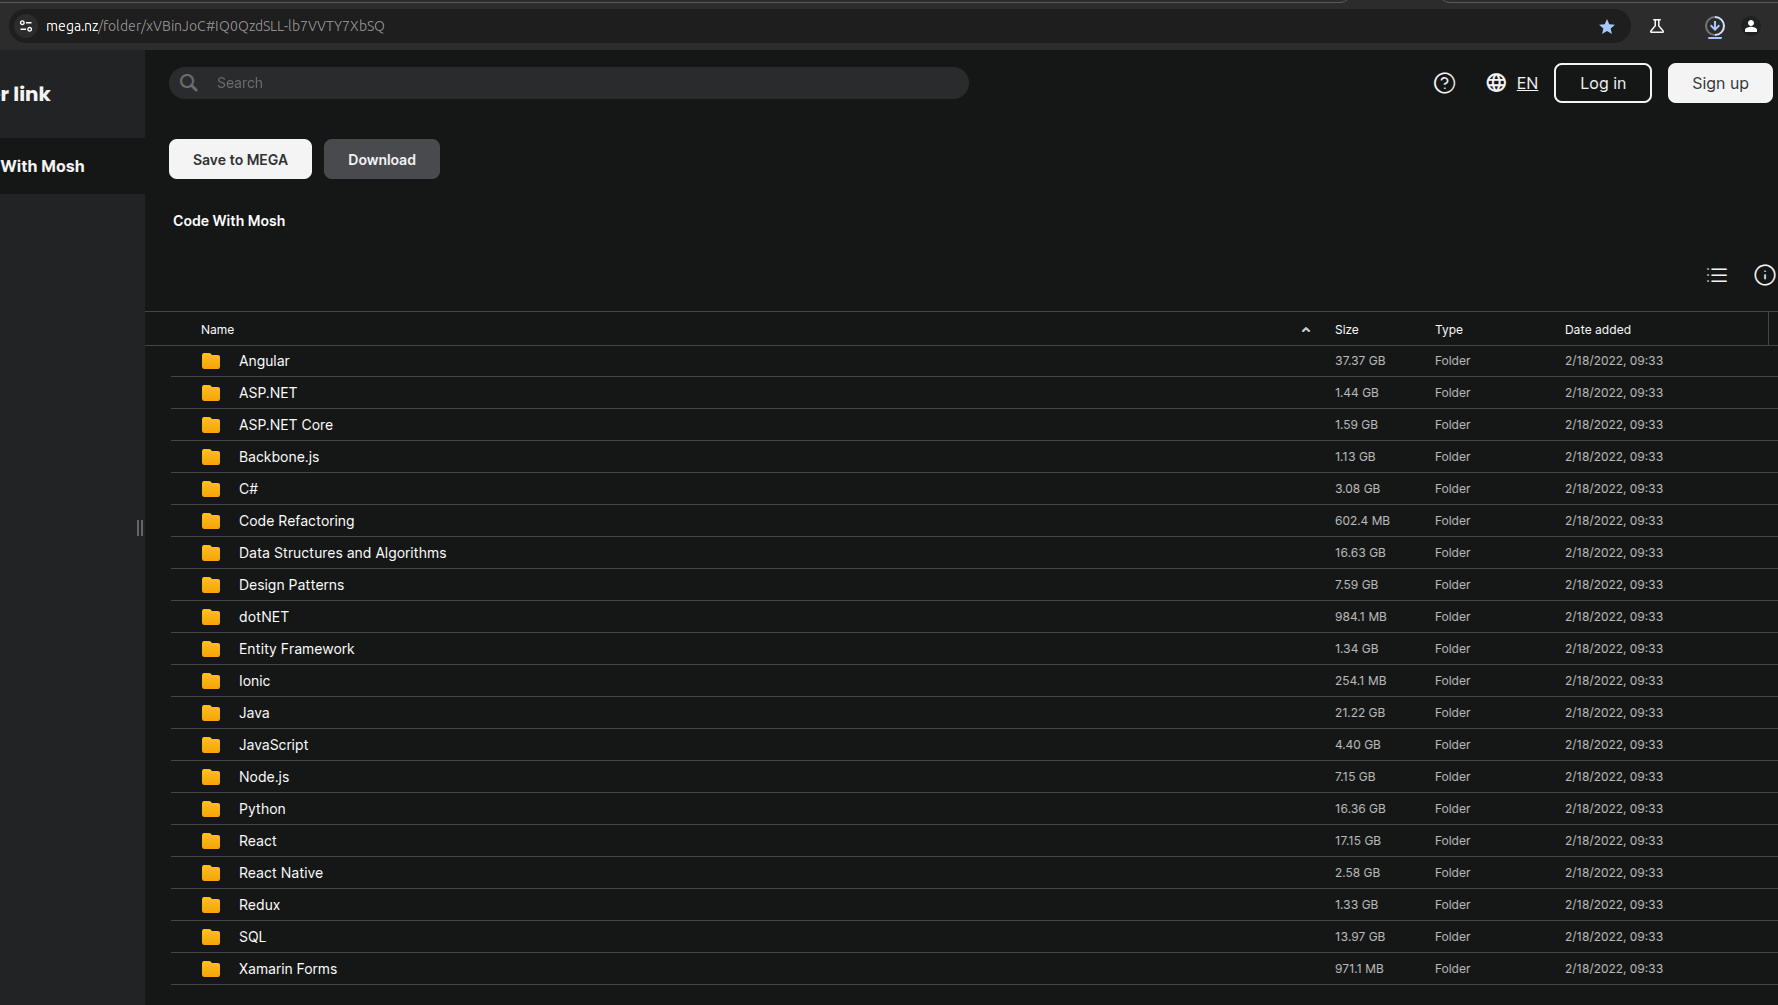 mega.nz/folder/xVBinJoC#IQ0QzdSLL-lb7VVTY7XbSQ
r link
Search
EN
Log in
Sign up
With Mosh
Save to MEGA
Download
Code With Mosh
Name Size Type Date added
Angular 37.37 GB Folder 2/18/2022, 09:33
ASP.NET 1.44 GB Folder 2/18/2022, 09:33
ASP.NET Core 1.59 GB Folder 2/18/2022, 09:33
Backbone.js 1.13 GB Folder 2/18/2022, 09:33
C# 3.08 GB Folder 2/18/2022, 09:33
Code Refactoring 602.4 MB Folder 2/18/2022, 09:33
Data Structures and Algorithms 16.63 GB Folder 2/18/2022, 09:33
Design Patterns 7.59 GB Folder 2/18/2022, 09:33
dotNET 984.1 MB Folder 2/18/2022, 09:33
Entity Framework 1.34 GB Folder 2/18/2022, 09:33
Ionic 254.1 MB Folder 2/18/2022, 09:33
Java 21.22 GB Folder 2/18/2022, 09:33
JavaScript 4.40 GB Folder 2/18/2022, 09:33
Node.js 7.15 GB Folder 2/18/2022, 09:33
Python 16.36 GB Folder 2/18/2022, 09:33
React 17.15 GB Folder 2/18/2022, 09:33
React Native 2.58 GB Folder 2/18/2022, 09:33
Redux 1.33 GB Folder 2/18/2022, 09:33
SQL 13.97 GB Folder 2/18/2022, 09:33
Xamarin Forms 971.1 MB Folder 2/18/2022, 09:33